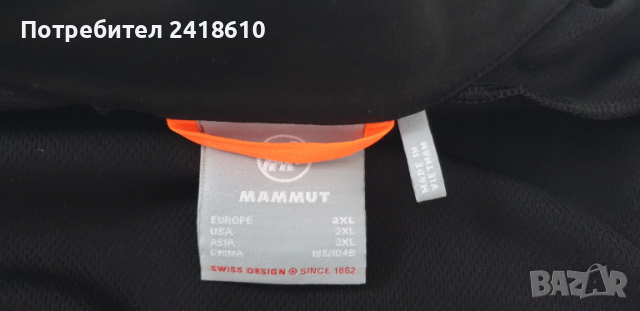 Потребител 2418610
MAMMUT
EUROPE 2XL
USA 2XL
ASIA 3XL
CHINA 185/104B
SWISS DESIGN SINCE 1862
MADE IN
VIETNAM
BAZAR